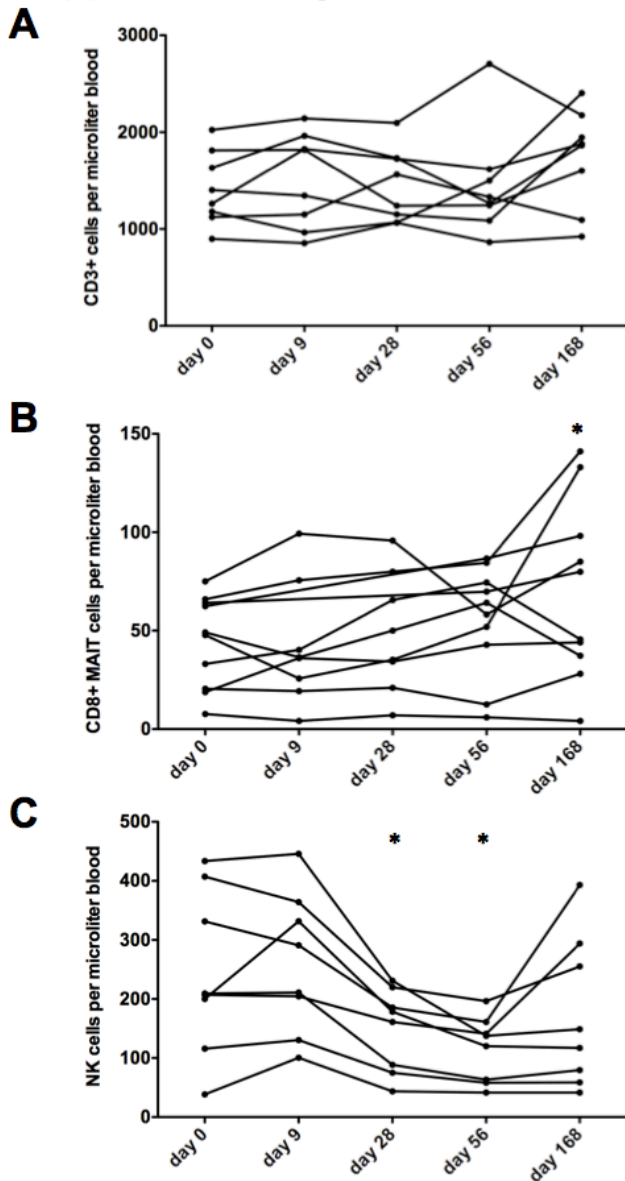 A
CD3+ cells per microliter blood
3000
2000
1000
0
day 0
day 9
day 28
day 56
day 168
B
CD8+ MAIT cells per microliter blood
150
100
50
0
*
day 0
day 9
day 28
day 56
day 168
C
NK cells per microliter blood
500
400
300
200
100
0
* *
day 0
day 9
day 28
day 56
day 168